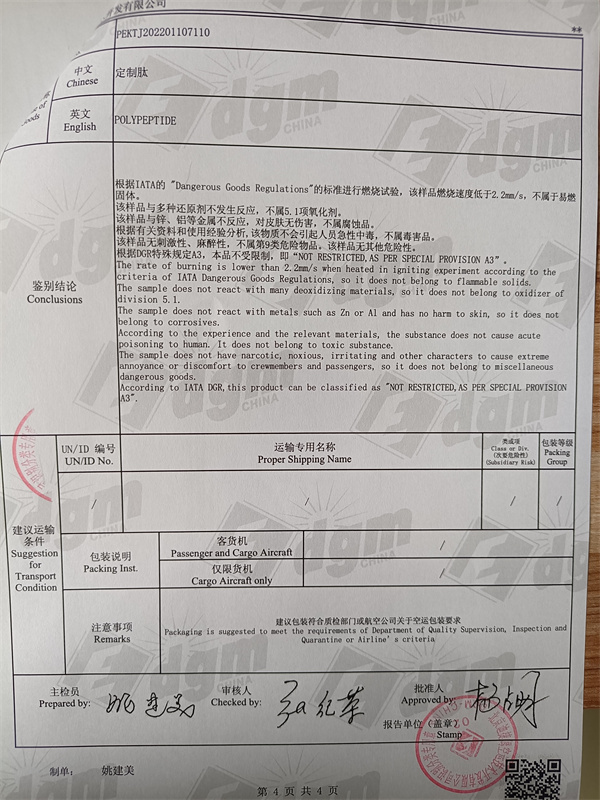 发有限公司
PEKTJ202201107110
**
中文
Chinese
定制肽
英文
English
POLYPEPTIDE
鉴别结论
Conclusions
根据IATA的 "Dangerous Goods Regulations"的标准进行燃烧试验，该样品燃烧速度低于2.2mm/s，不属于易燃
固体。
该样品与多种还原剂不发生反应，不属5.1项氧化剂。
该样品与锌、铝等金属不反应，对皮肤无伤害，不属腐蚀品。
根据有关资料和使用经验分析,该物质不会引起人员急性中毒，不属毒害品。
该样品无刺激性、麻醉性，不属第9类危险物品。该样品无其他危险性。
根据DGR特殊规定A3，本品不受限制，即“NOT RESTRICTED,AS PER SPECIAL PROVISION A3”。
The rate of burning is lower than 2.2mm/s when heated in igniting experiment according to the
criteria of IATA Dangerous Goods Regulations, so it does not belong to flammable solids.
The sample does not react with many deoxidizing materials, so it does not belong to oxidizer of
division 5.1.
The sample does not react with metals such as Zn or Al and has no harm to skin, so it does not
belong to corrosives.
According to the experience and the relevant materials, the substance does not cause acute
poisoning to human. It does not belong to toxic substance.
The sample does not have narcotic, noxious, irritating and other characters to cause extreme
annoyance or discomfort to crewmembers and passengers, so it does not belong to miscellaneous
dangerous goods.
According to IATA DGR,this product can be classified as "NOT RESTRICTED,AS PER SPECIAL PROVISION
A3".
建议运输
条件
Suggestion
for
Transport
Condition
UN/ID 编号
UN/ID No.
运输专用名称
Proper Shipping Name
类或项
Class or Div.
(次要危险性)
(Subsidiary Risk)
包装等级
Packing
Group
/
/
/
/
包装说明
Packing Inst.
客货机
Passenger and Cargo Aircraft
/
仅限货机
Cargo Aircraft only
/
注意事项
Remarks
建议包装符合质检部门或航空公司关于空运包装要求
Packaging is suggested to meet the requirements of Department of Quality Supervision, Inspection and
Quarantine or Airline's criteria
主检员
Prepared by:
姚建美
审核人
Checked by:
批准人
Approved by:
报告单位（盖章）
Stamp
制单：
姚建美
第 4 页 共 4 页
dgm
CHINA